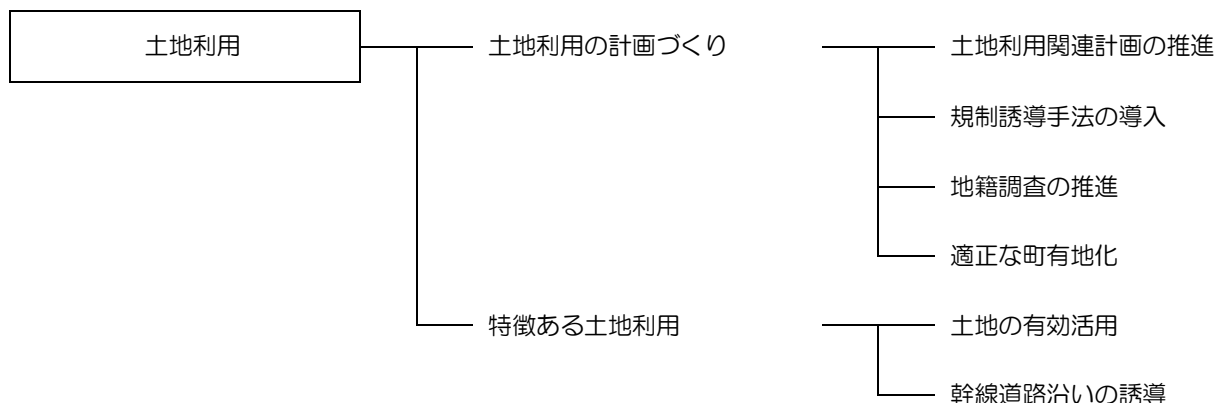 土地利用
土地利用の計画づくり
土地利用関連計画の推進
規制誘導手法の導入
地籍調査の推進
適正な町有地化
特徴ある土地利用
土地の有効活用
幹線道路沿いの誘導